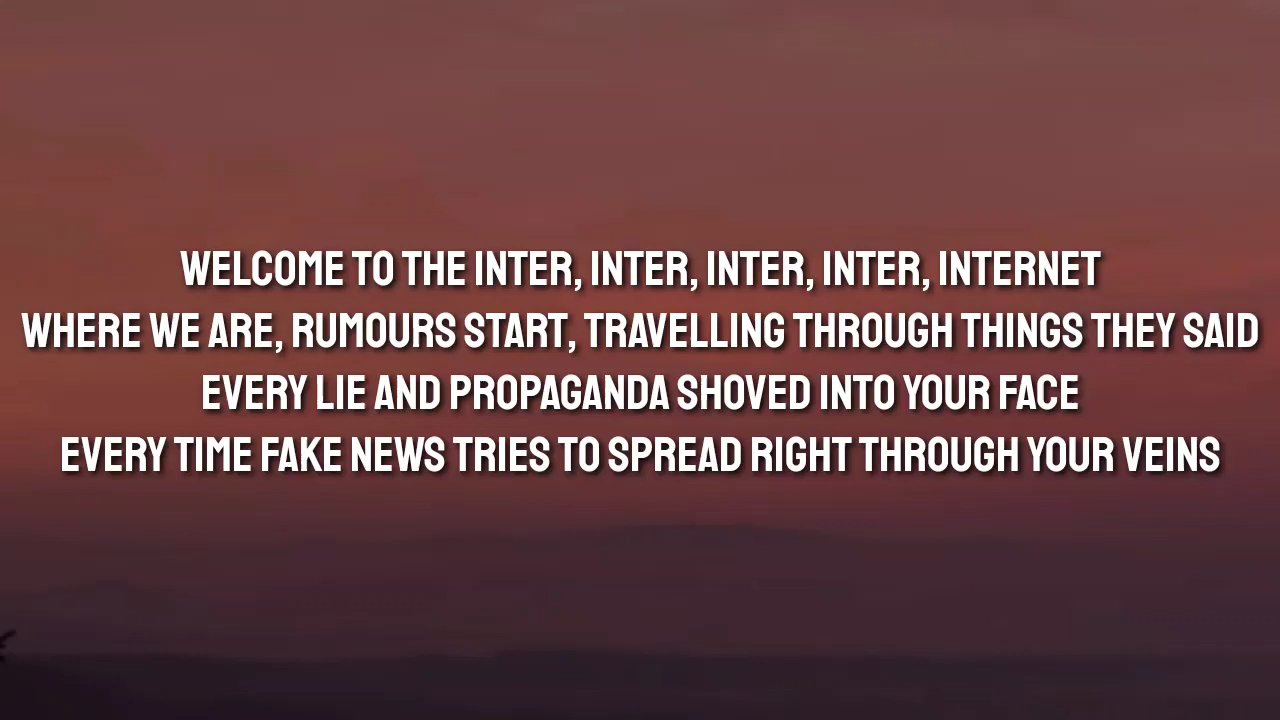 WELCOME TO THE INTER, INTER, INTER, INTER, INTERNET
WHERE WE ARE, RUMOURS START, TRAVELLING THROUGH THINGS THEY SAID
EVERY LIE AND PROPAGANDA SHOVED INTO YOUR FACE
EVERY TIME FAKE NEWS TRIES TO SPREAD RIGHT THROUGH YOUR VEINS